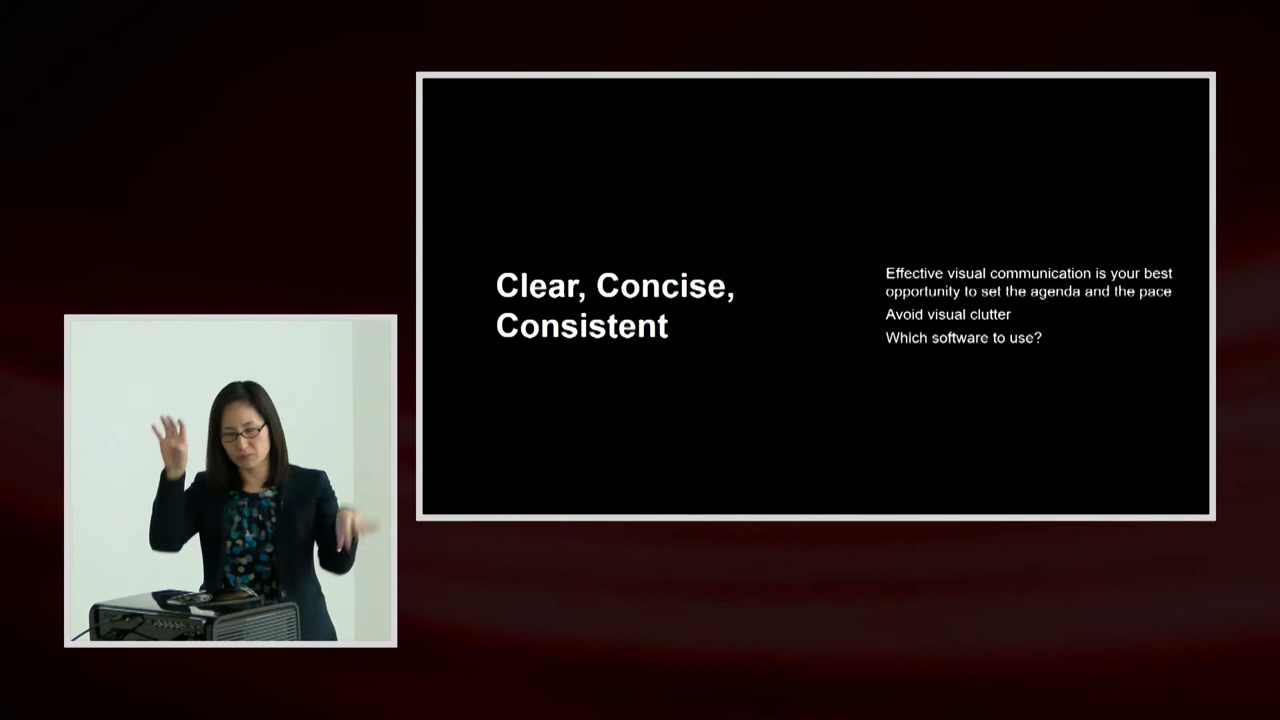 Clear, Concise,
Consistent
Effective visual communication is your best
opportunity to set the agenda and the pace
Avoid visual clutter
Which software to use?